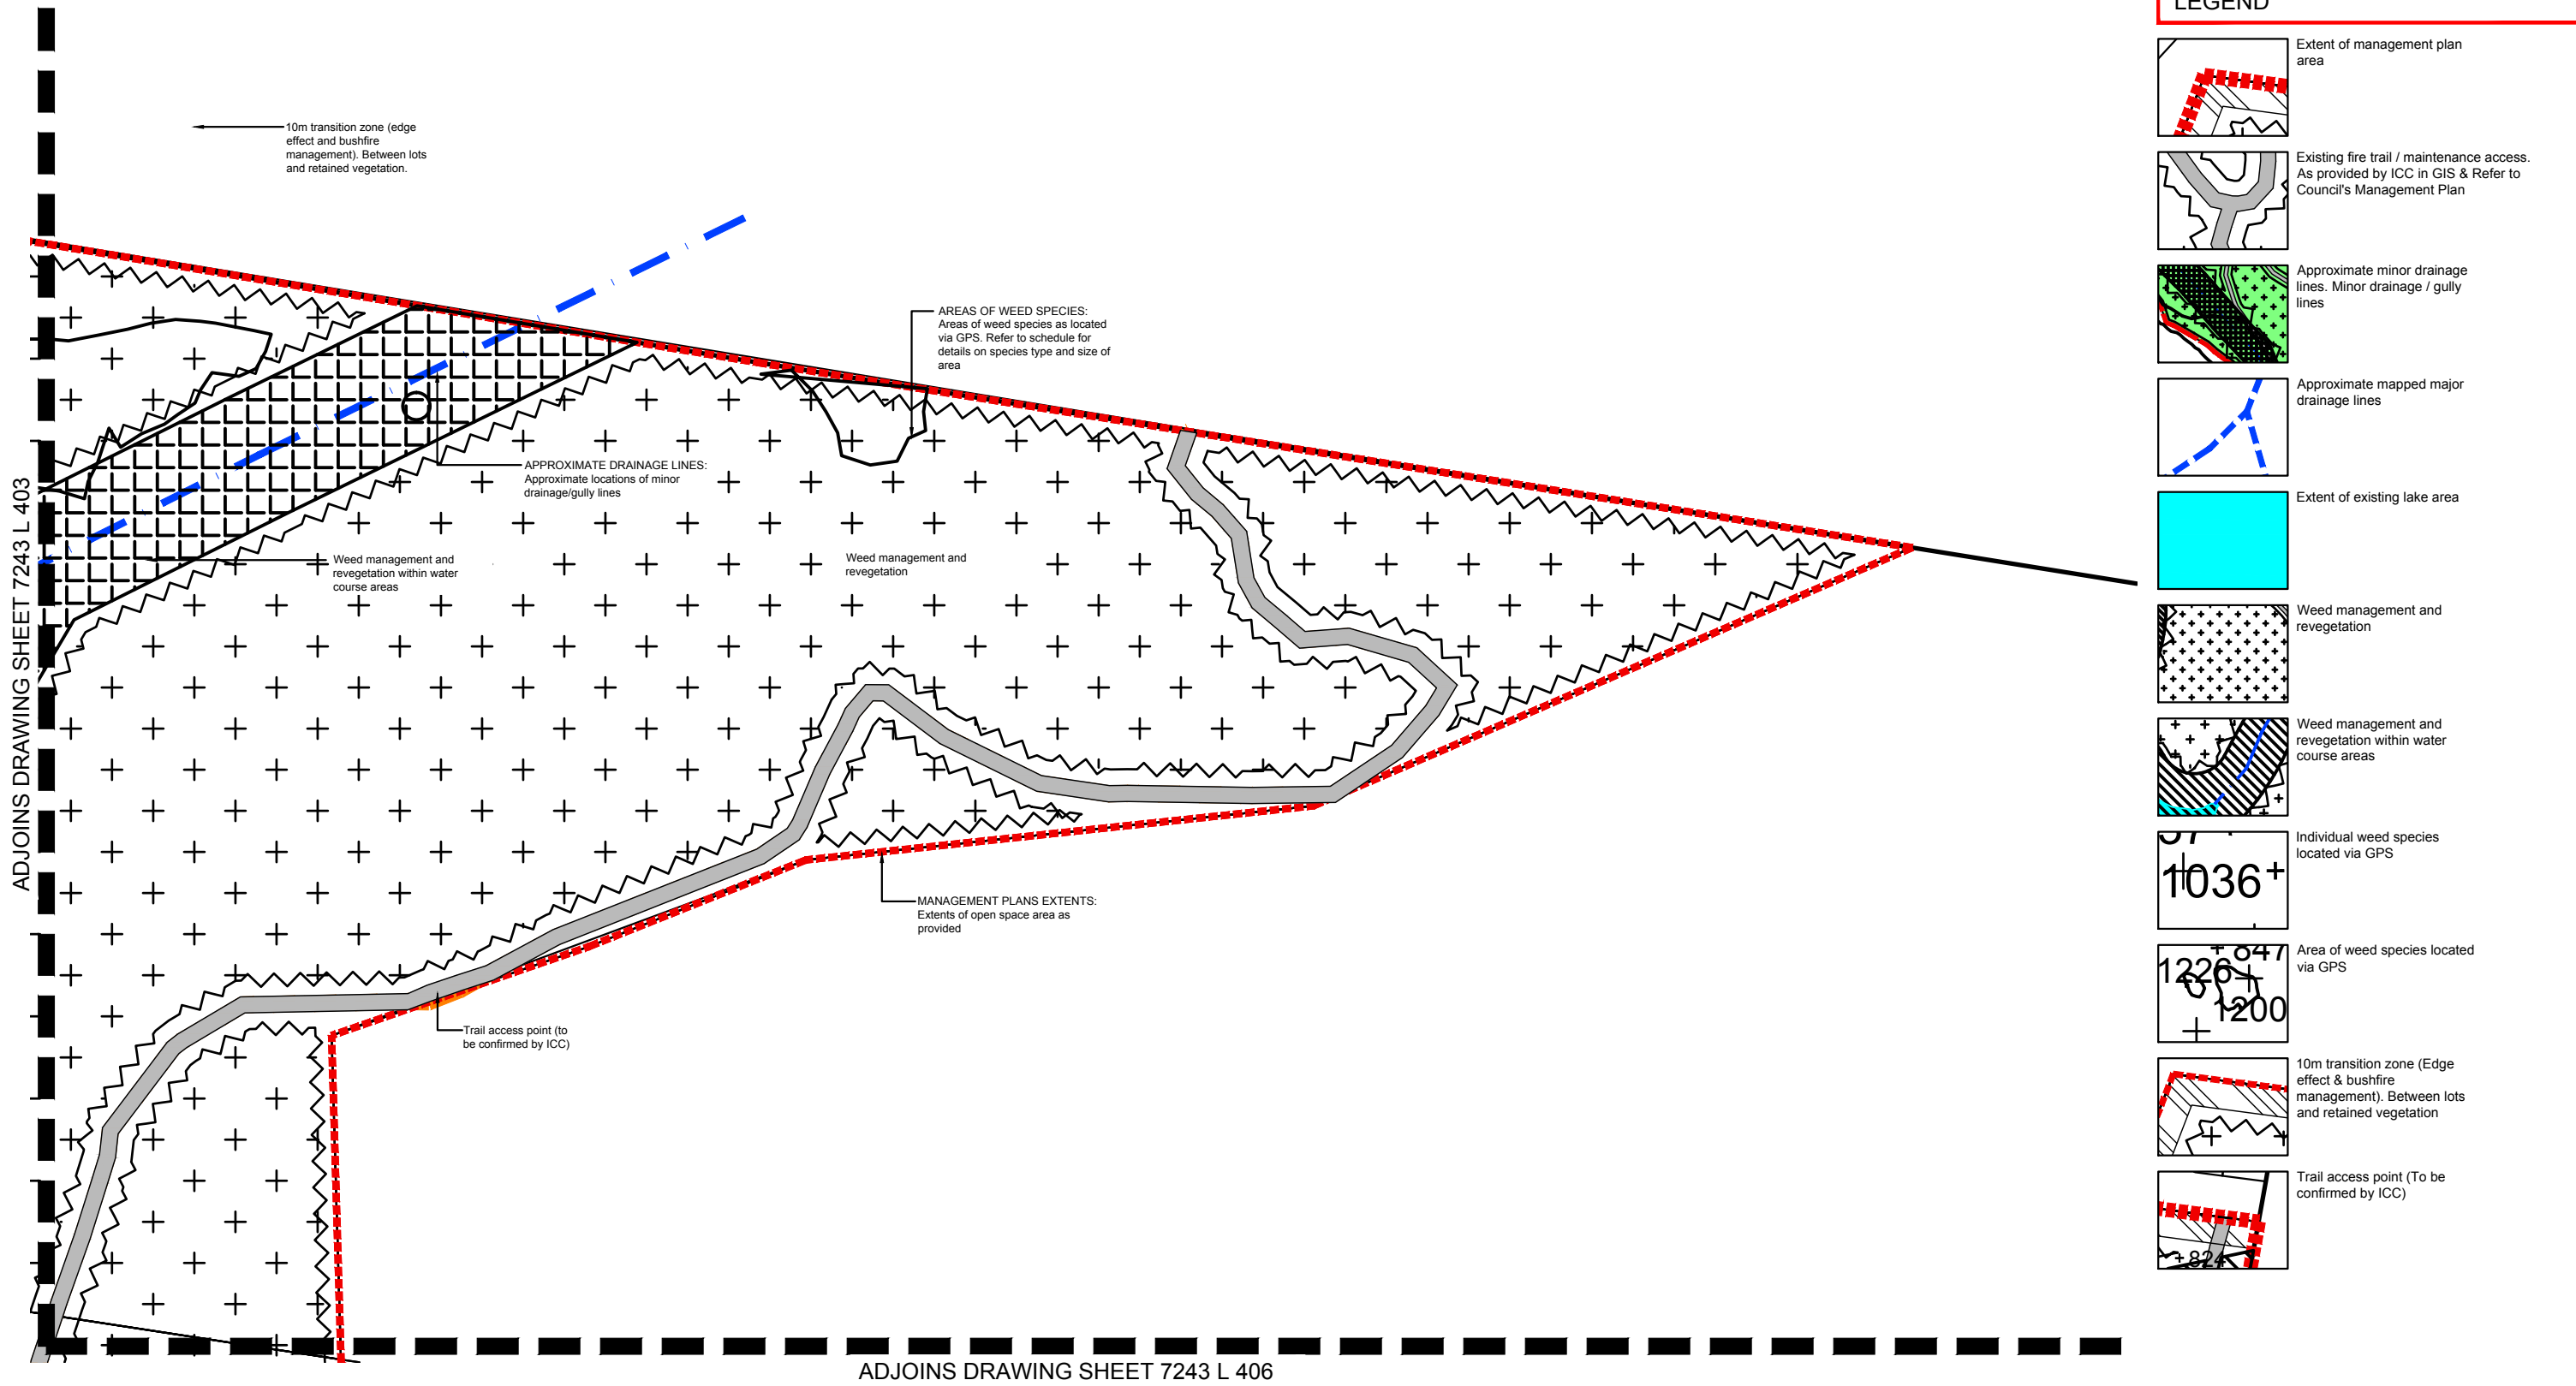 10m transition zone (edge
effect and bushfire
management). Between lots
and retained vegetation.
AREAS OF WEED SPECIES:
Areas of weed species as located
via GPS. Refer to schedule for
details on species type and size of
area
APPROXIMATE DRAINAGE LINES:
Approximate locations of minor
drainage/gully lines
Weed management and
revegetation within water
course areas
Weed management and
revegetation
MANAGEMENT PLANS EXTENTS:
Extents of open space area as
provided
Trail access point (to
be confirmed by ICC)
ADJOINS DRAWING SHEET 7243 L 403
ADJOINS DRAWING SHEET 7243 L 406
LEGEND
Extent of management plan
area
Existing fire trail / maintenance access.
As provided by ICC in GIS & Refer to
Council's Management Plan
Approximate minor drainage
lines. Minor drainage / gully
lines
Approximate mapped major
drainage lines
Extent of existing lake area
Weed management and
revegetation
Weed management and
revegetation within water
course areas
1036
Individual weed species
located via GPS
847
1226
1200
Area of weed species located
via GPS
10m transition zone (Edge
effect & bushfire
management). Between lots
and retained vegetation
824
Trail access point (To be
confirmed by ICC)